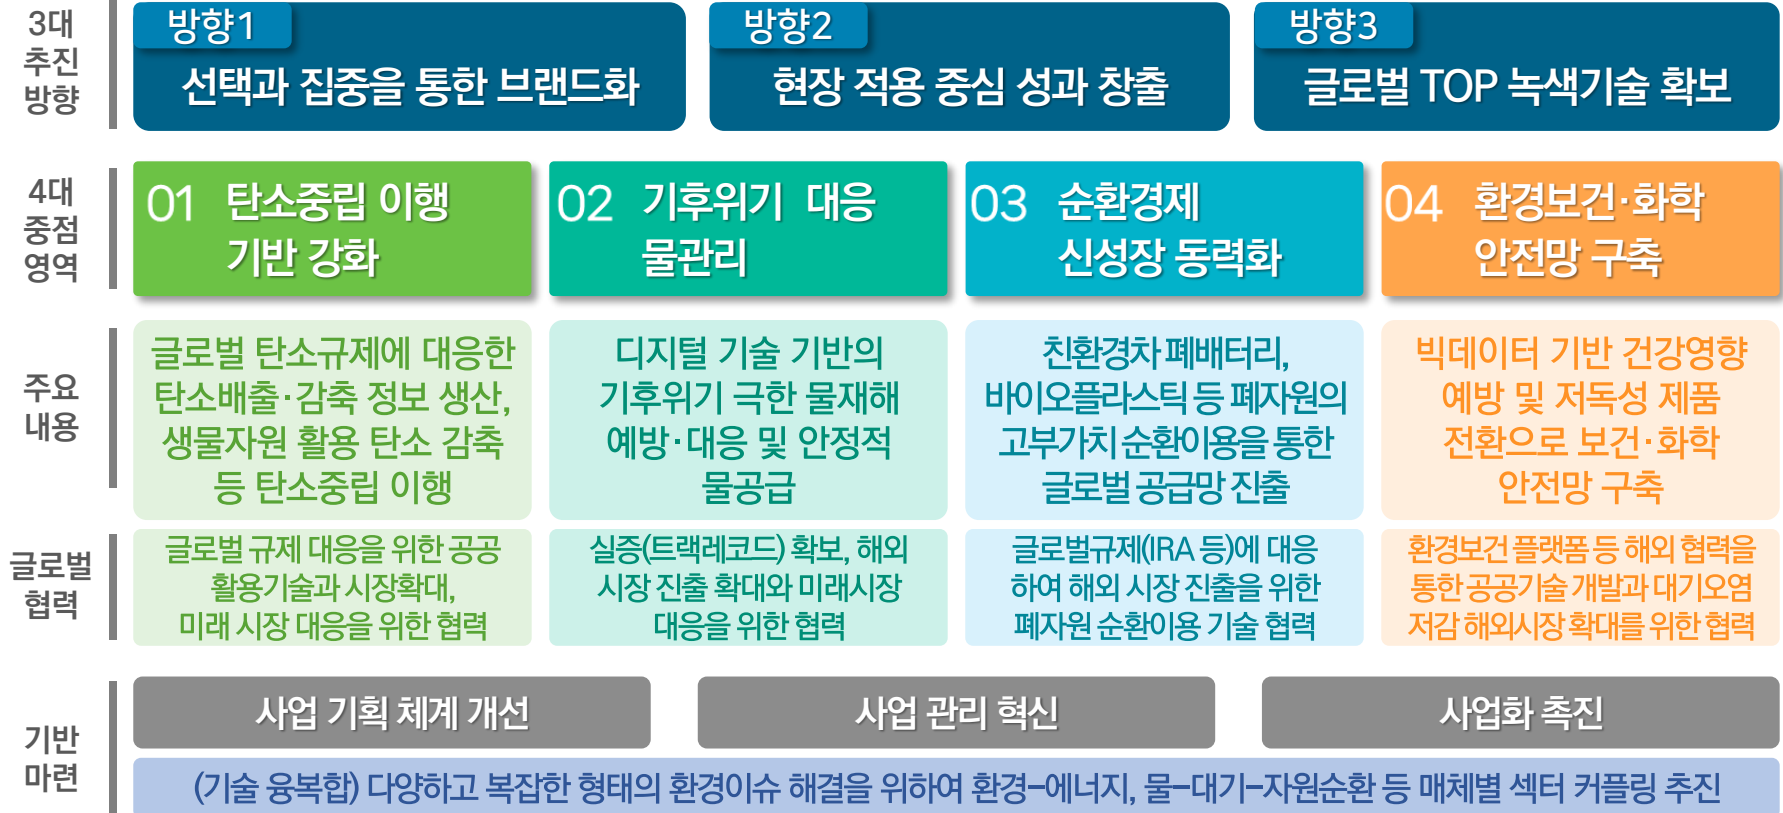 3대
추진
방향
방향1
선택과 집중을 통한 브랜드화
방향2
현장 적용 중심 성과 창출
방향3
글로벌 TOP 녹색기술 확보
4대
중점
영역
01 탄소중립 이행
기반 강화
02 기후위기 대응
물관리
03 순환경제
신성장 동력화
04 환경보건·화학
안전망 구축
주요
내용
글로벌 탄소규제에 대응한
탄소배출·감축 정보 생산,
생물자원 활용 탄소 감축
등 탄소중립 이행
디지털 기술 기반의
기후위기 극한 물재해
예방·대응 및 안정적
물공급
친환경차 폐배터리,
바이오플라스틱 등 폐자원의
고부가치 순환이용을 통한
글로벌 공급망 진출
빅데이터 기반 건강영향
예방 및 저독성 제품
전환으로 보건·화학
안전망 구축
글로벌
협력
글로벌 규제 대응을 위한 공공
활용기술과 시장확대,
미래 시장 대응을 위한 협력
실증(트랙레코드) 확보, 해외
시장 진출 확대와 미래시장
대응을 위한 협력
글로벌규제(IRA 등)에 대응
하여 해외 시장 진출을 위한
폐자원 순환이용 기술 협력
환경보건 플랫폼 등 해외 협력을
통한 공공기술 개발과 대기오염
저감 해외시장 확대를 위한 협력
기반
마련
사업 기획 체계 개선
사업 관리 혁신
사업화 촉진
(기술 융복합) 다양하고 복잡한 형태의 환경이슈 해결을 위하여 환경-에너지, 물-대기-자원순환 등 매체별 섹터 커플링 추진